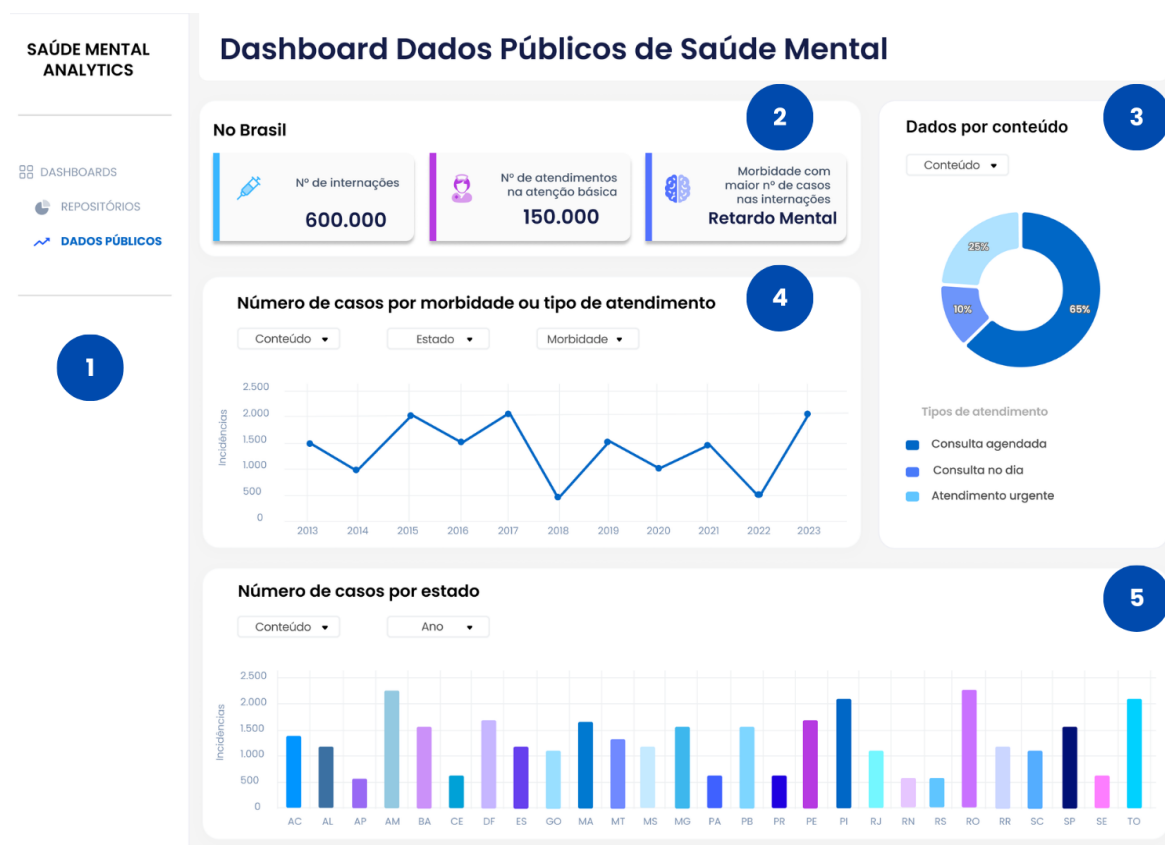 SAÚDE MENTAL
ANALYTICS
DASHBOARDS
REPOSITÓRIOS
DADOS PÚBLICOS
1
Dashboard Dados Públicos de Saúde Mental
No Brasil
2
Nº de internações
600.000
Nº de atendimentos
na atenção básica
150.000
Morbidade com
maior nº de casos
nas internações
Retardo Mental
Dados por conteúdo
3
Conteúdo
25%
10%
65%
Tipos de atendimento
Consulta agendada
Consulta no dia
Atendimento urgente
Número de casos por morbidade ou tipo de atendimento
4
Conteúdo Estado Morbidade
Incidências
2.500
2.000
1.500
1.000
500
0
2013 2014 2015 2016 2017 2018 2019 2020 2021 2022 2023
Número de casos por estado
5
Conteúdo Ano
Incidências
2.500
2.000
1.500
1.000
500
0
AC AL AP AM BA CE DF ES GO MA MT MS MG PA PB PR PE PI RJ RN RS RO RR SC SP SE TO